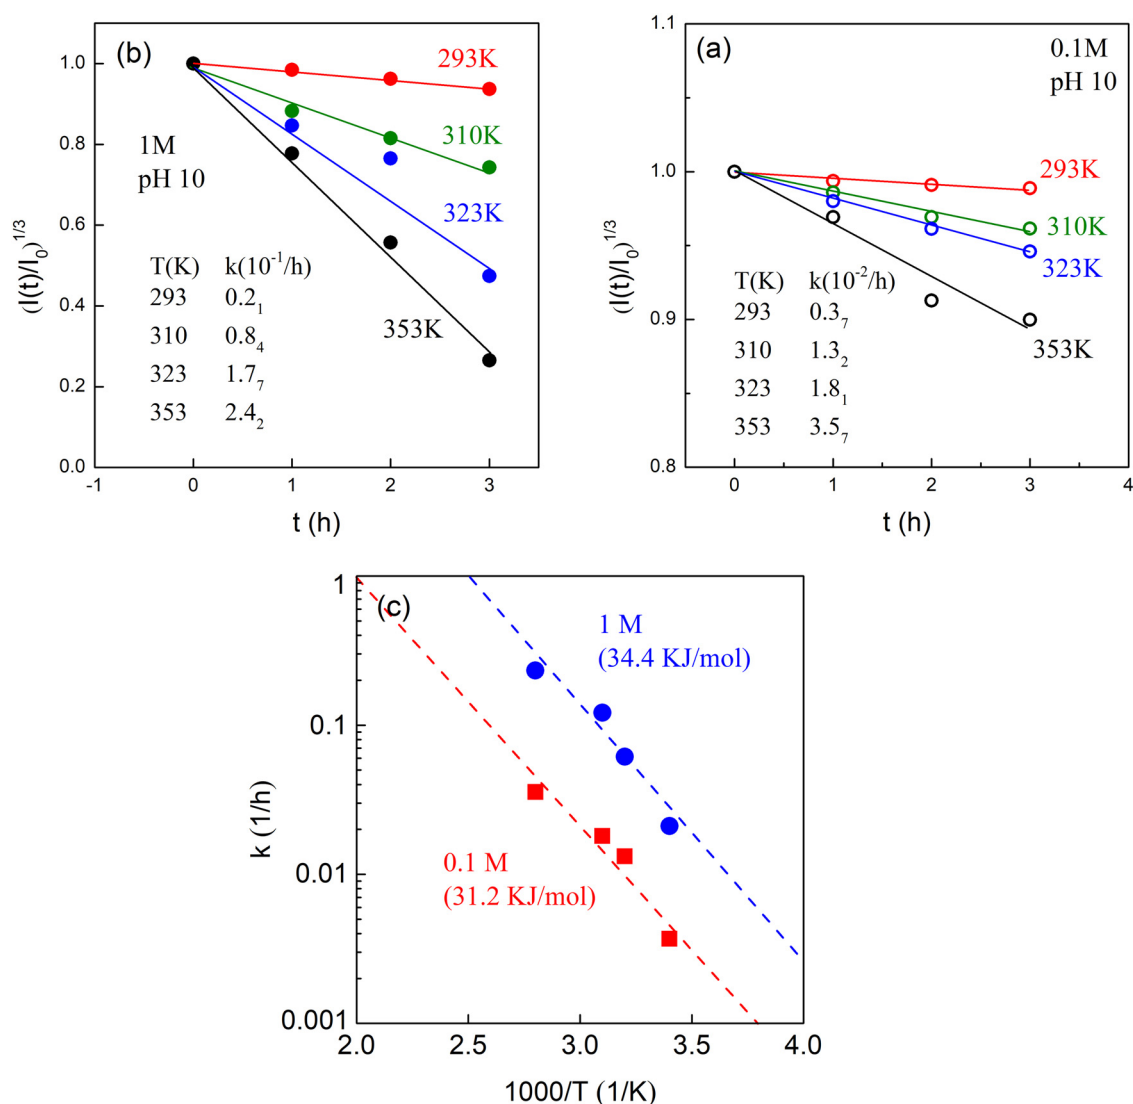 (b)
293K
310K
323K
353K
1M
pH 10
T(K) k(10⁻¹/h)
293 0.2₁
310 0.8₄
323 1.7₇
353 2.4₂
1.0
0.8
0.6
0.4
0.2
0.0
-1 0 1 2 3
t (h)
(I(t)/I₀)¹ᐟ³
(a)
0.1M
pH 10
293K
310K
323K
353K
T(K) k(10⁻²/h)
293 0.3₇
310 1.3₂
323 1.8₁
353 3.5₇
1.1
1.0
0.9
0.8
0 1 2 3 4
t (h)
(I(t)/I₀)¹ᐟ³
(c)
1 M
(34.4 KJ/mol)
0.1 M
(31.2 KJ/mol)
1
0.1
0.01
0.001
2.0 2.5 3.0 3.5 4.0
k (1/h)
1000/T (1/K)